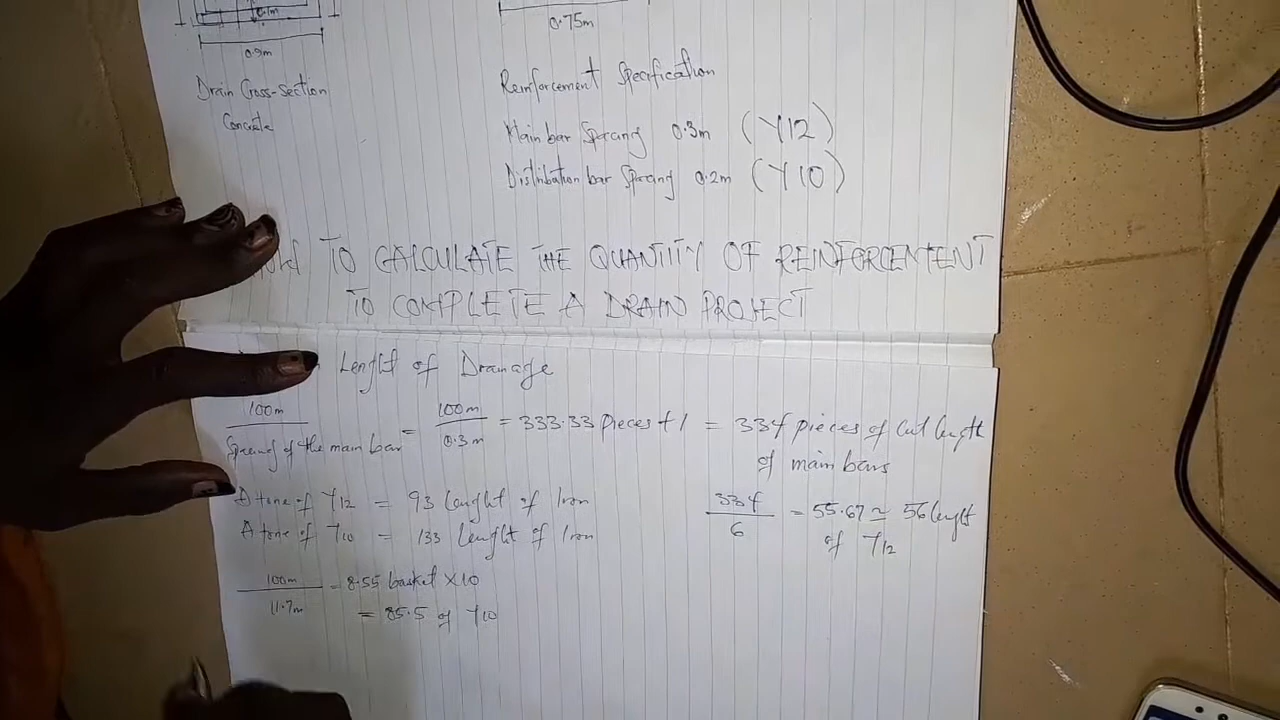 0.1m
0.9m
0.75m
Drain Cross-section
Concrete
Reinforcement Specification
Main bar Spacing 0.3m (Y12)
Distribution bar Spacing 0.2m (Y10)
TO CALCULATE THE QUANTITY OF REINFORCEMENT
TO COMPLETE A DRAIN PROJECT
Lenght of Drainage
100m / Spacing of the main bar = 100m / 0.3m = 333.33 Pieces + 1 = 334 pieces of Cut length
of main bars
A tone of Y12 = 93 Lenght of Iron
A tone of Y10 = 133 Lenght of Iron
334 / 6 = 55.67 ≃ 56 lenght
of Y12
100m / 11.7m = 8.55 basket × 10
= 85.5 of Y10